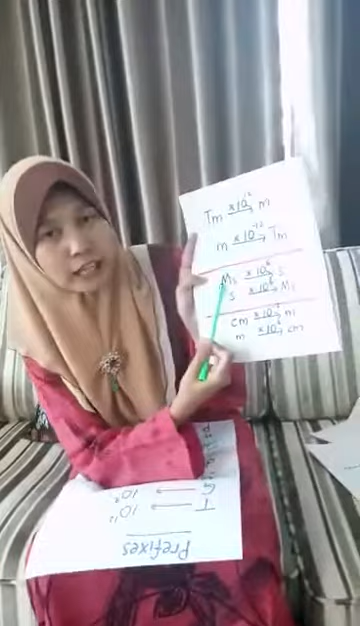 Tm ×10¹² → m
m ×10⁻¹² → Tm
Ms ×10⁶ → s
s ×10⁻⁶ → Ms
cm ×10⁻² → m
m ×10² → cm
Prefixes
T → 10¹²
G → 10⁹